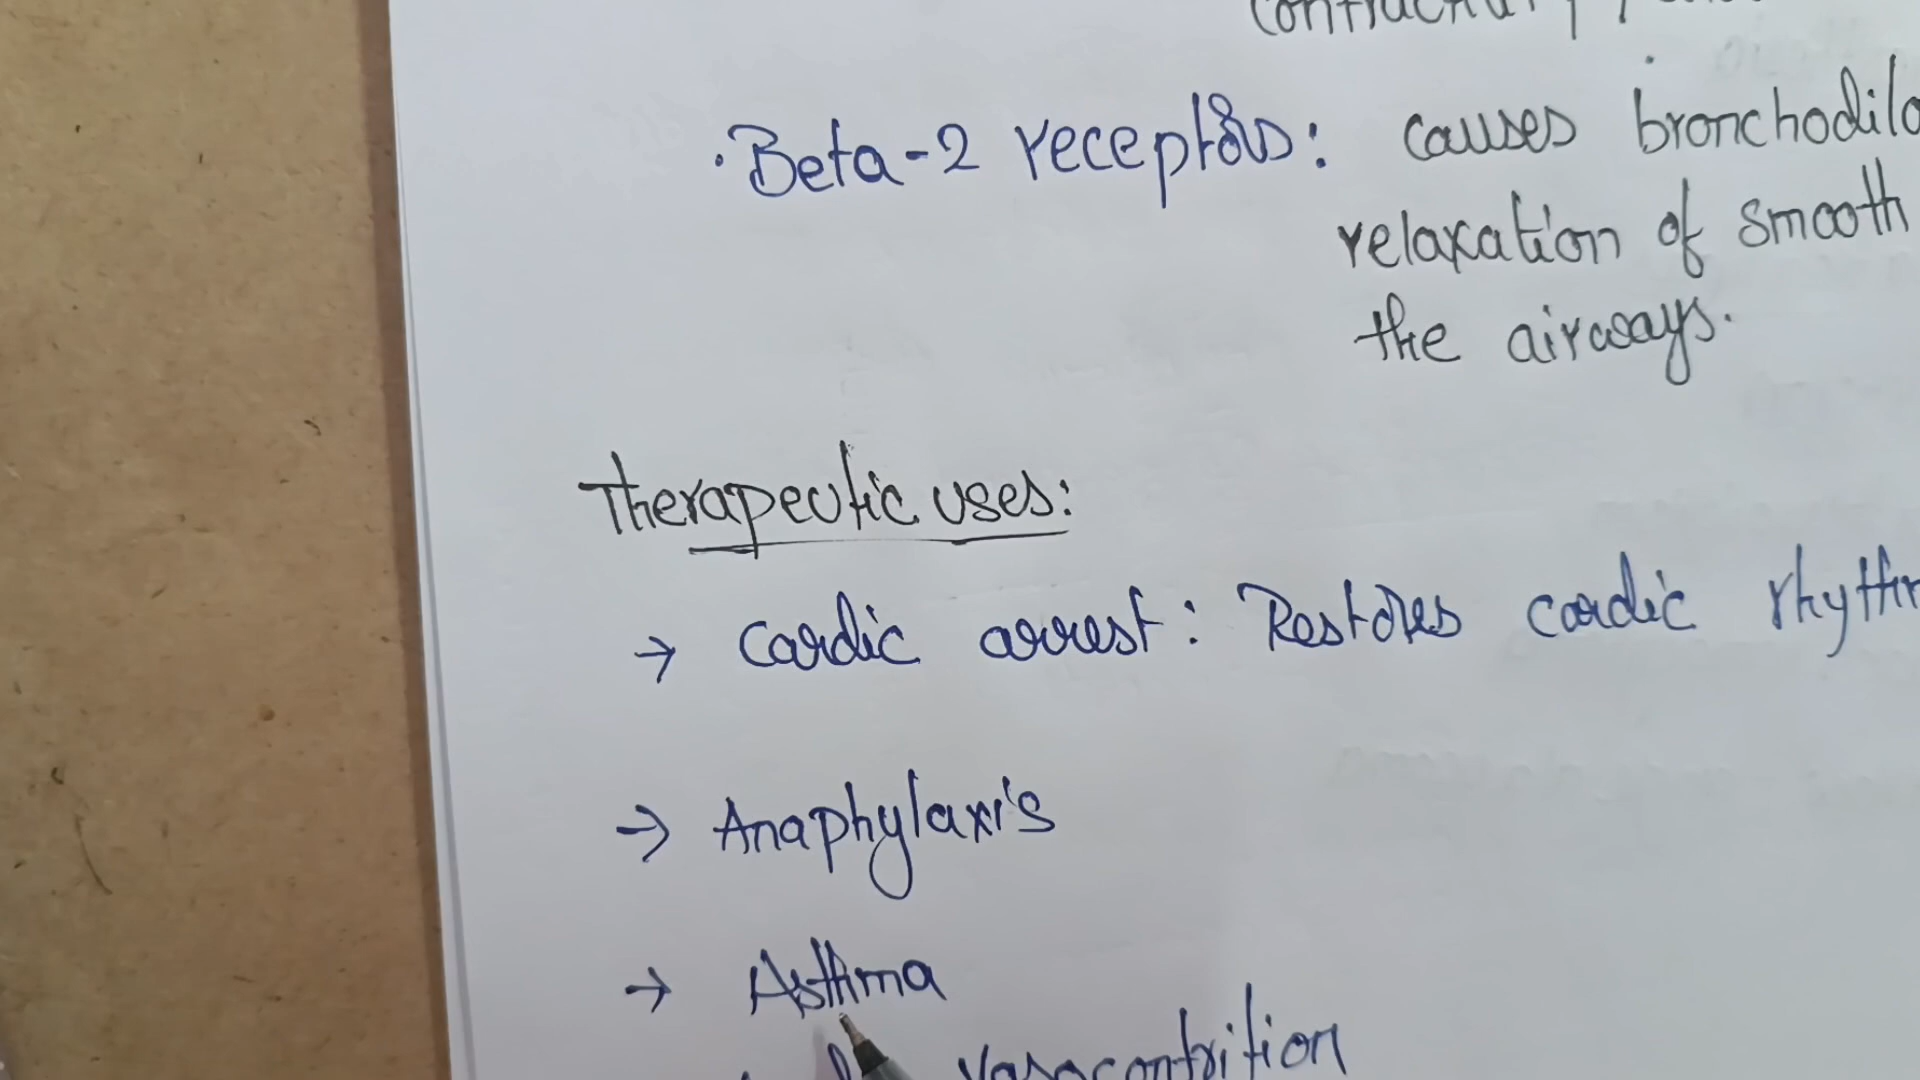 · Beta-2 receptors: causes bronchodila
relaxation of smooth
the airways.
Therapeutic uses:
→ Cardic arrest: Restores cardic rhythm
→ Anaphylaxis
→ Asthma
vasocontrition